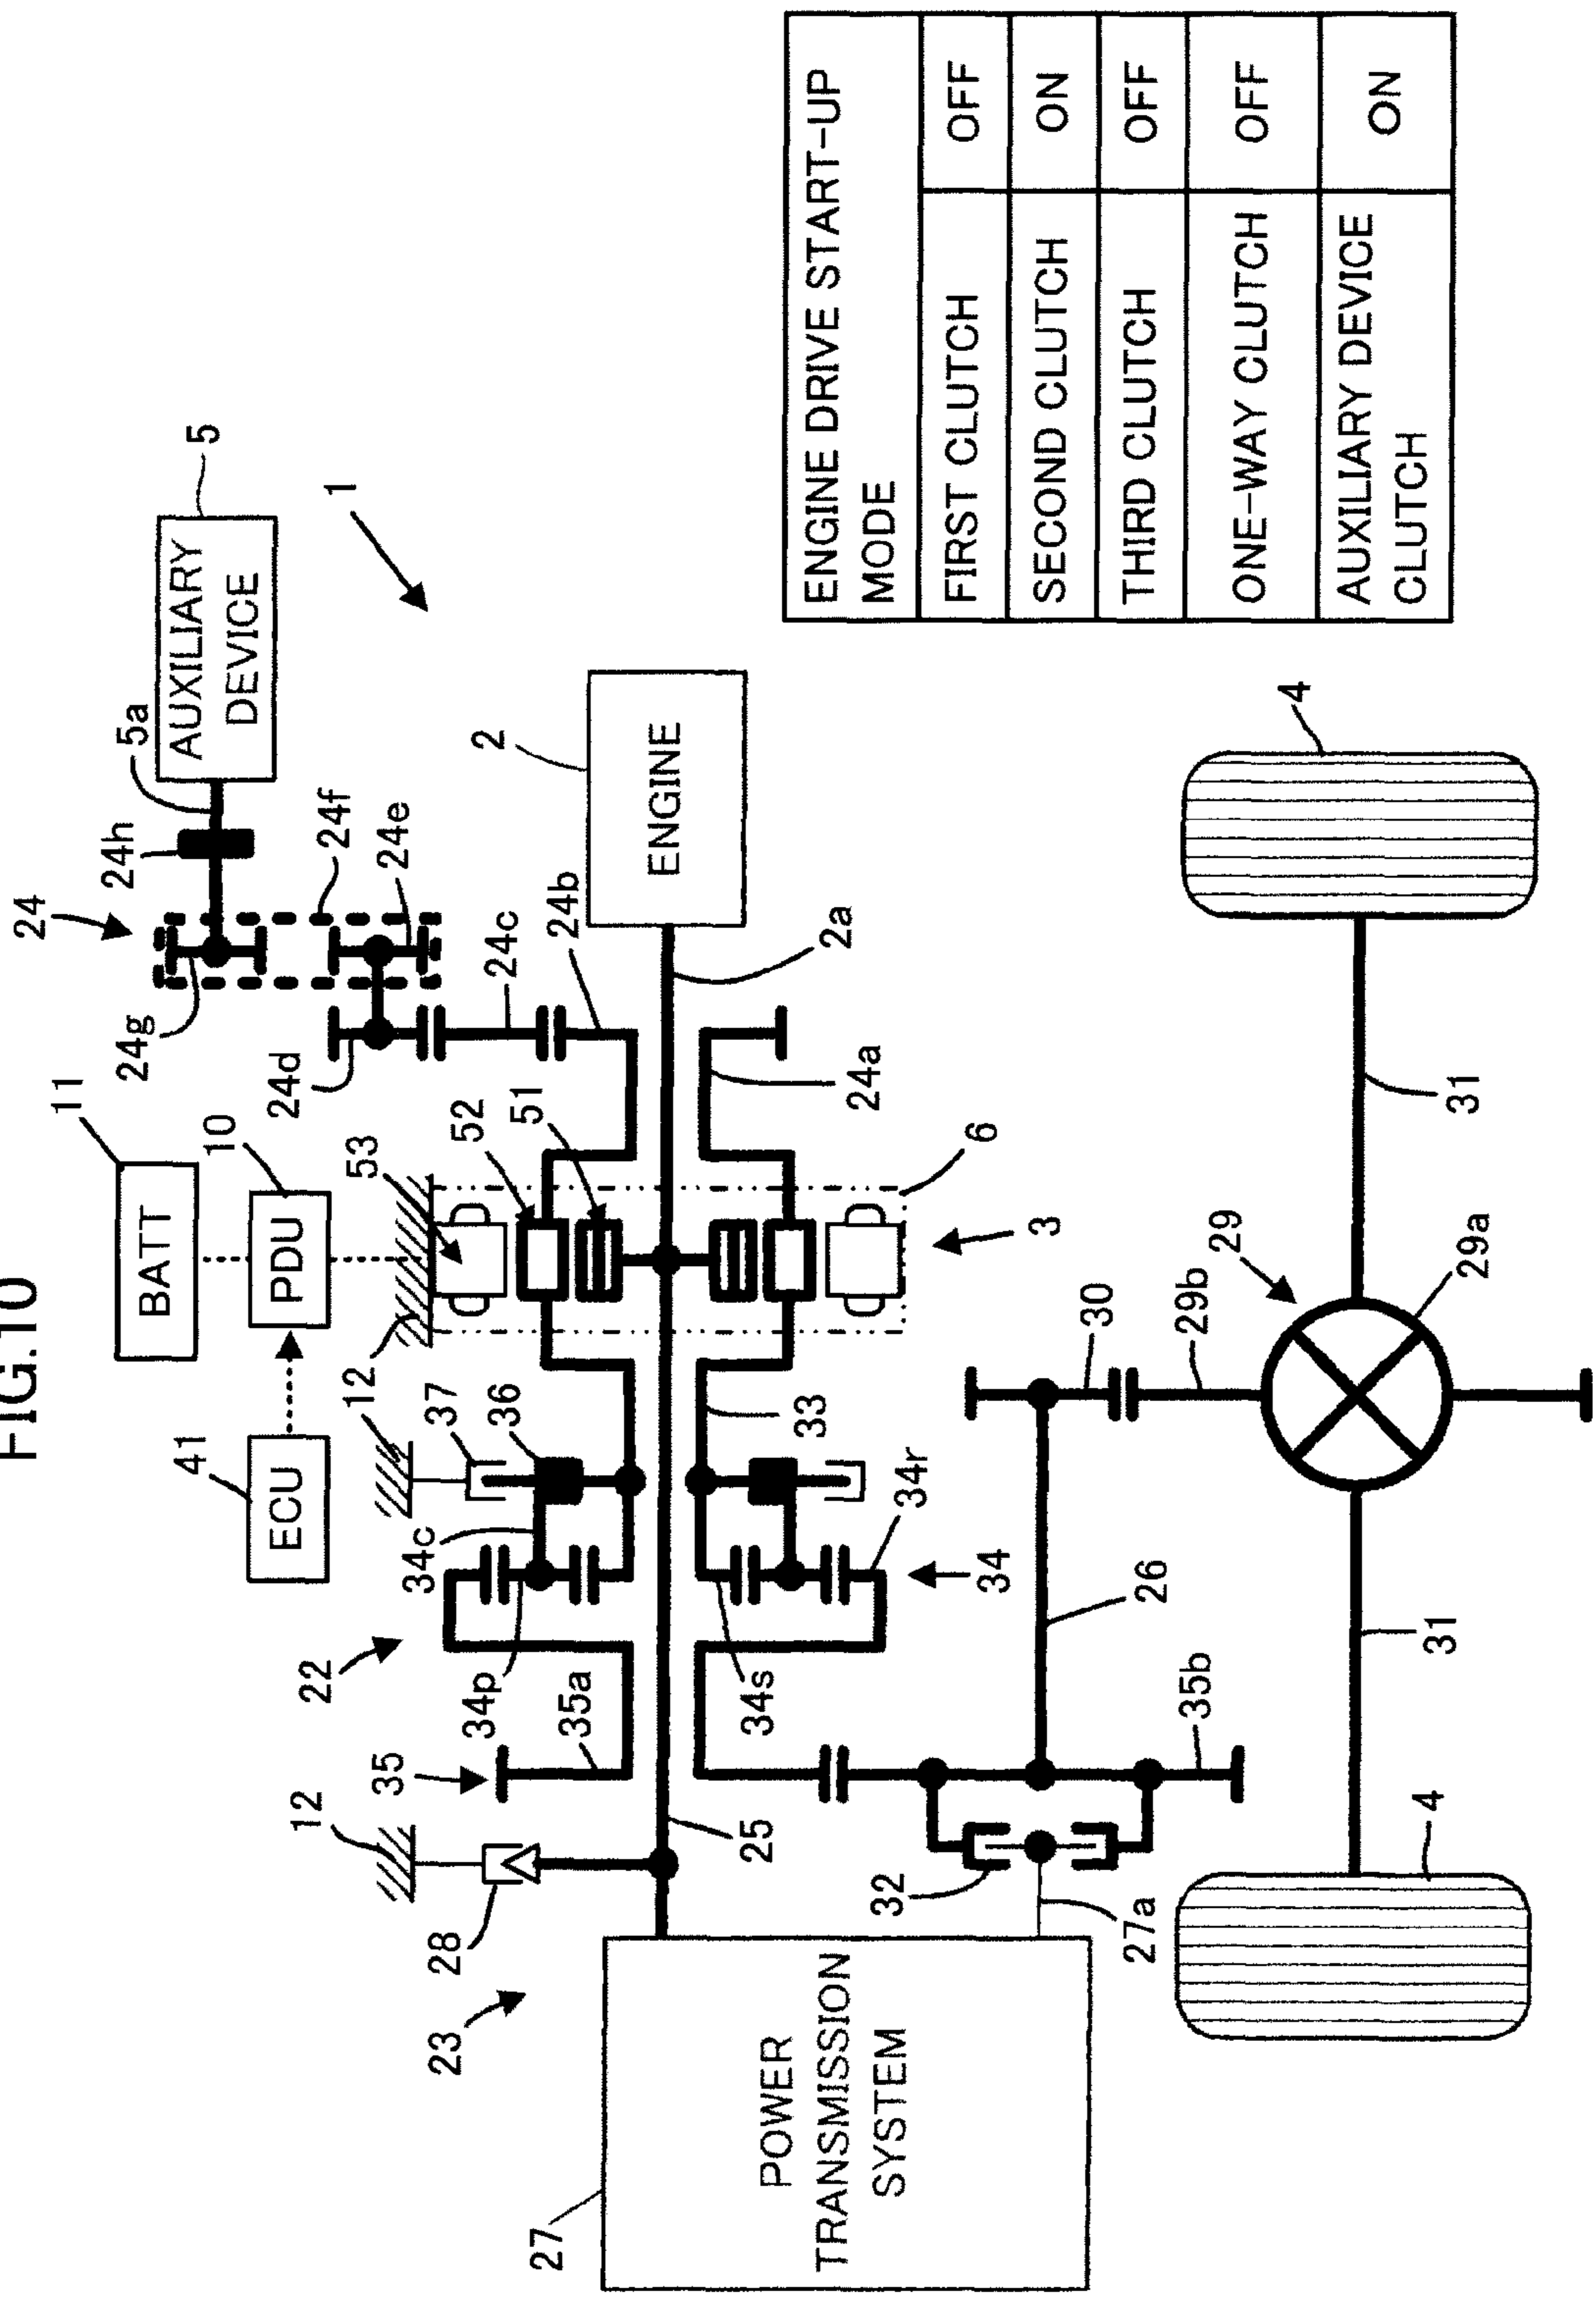 FIG.10
11
BATT
10
PDU
41
ECU
24
24h
5a
5
AUXILIARY
DEVICE
24g
24f
24e
24d
24c
24b
1
2
ENGINE
2a
24a
53
52
51
6
3
12
12
37
36
34c
33
34r
34
22
34p
35a
34s
35
12
28
25
23
27
POWER
TRANSMISSION
SYSTEM
27a
32
35b
26
30
29b
29
29a
31
31
4
4
ENGINE DRIVE START-UP
MODE
FIRST CLUTCH OFF
SECOND CLUTCH ON
THIRD CLUTCH OFF
ONE-WAY CLUTCH OFF
AUXILIARY DEVICE
CLUTCH ON